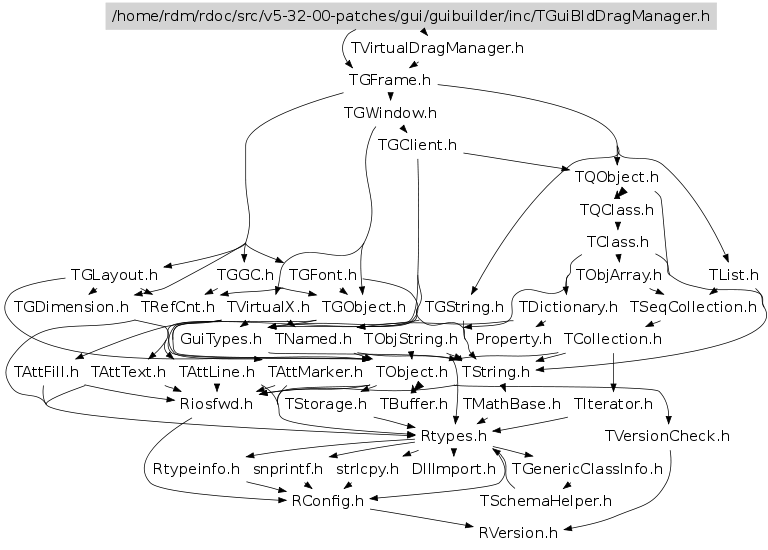 /home/rdm/rdoc/src/v5-32-00-patches/gui/guibuilder/inc/TGuiBldDragManager.h
TVirtualDragManager.h
TGFrame.h
TGWindow.h
TGClient.h
TQObject.h
TQClass.h
TClass.h
TGLayout.h TGGC.h TGFont.h TObjArray.h TList.h
TGDimension.h TRefCnt.h TVirtualX.h TGObject.h TGString.h TDictionary.h TSeqCollection.h
GuiTypes.h TNamed.h TObjString.h Property.h TCollection.h
TAttFill.h TAttText.h TAttLine.h TAttMarker.h TObject.h TString.h
Riosfwd.h TStorage.h TBuffer.h TMathBase.h TIterator.h
Rtypes.h TVersionCheck.h
Rtypeinfo.h snprintf.h strlcpy.h DllImport.h TGenericClassInfo.h
RConfig.h TSchemaHelper.h
RVersion.h